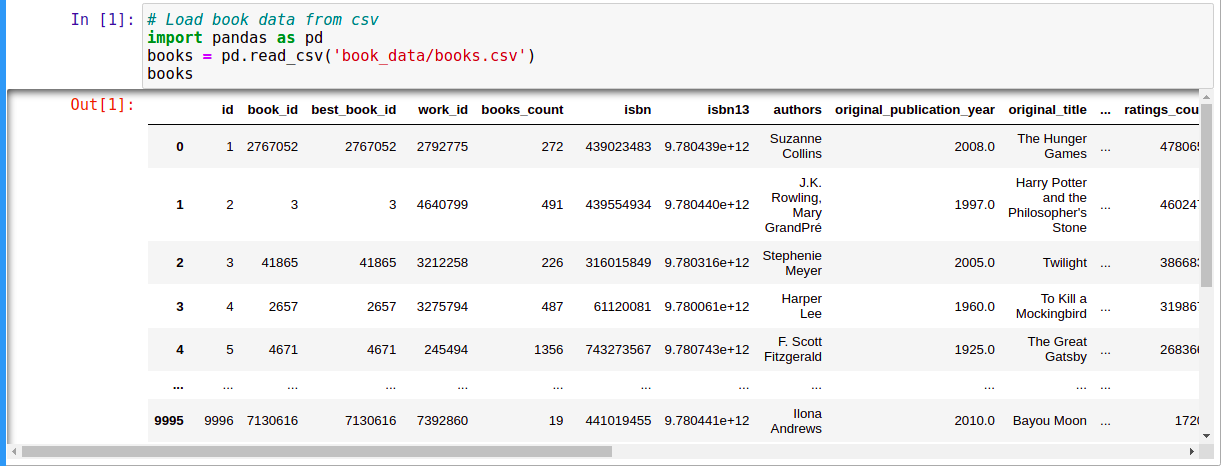 In [1]: # Load book data from csv
import pandas as pd
books = pd.read_csv('book_data/books.csv')
books
Out[1]:
id book_id best_book_id work_id books_count isbn isbn13 authors original_publication_year original_title ... ratings_cou
0 1 2767052 2767052 2792775 272 439023483 9.780439e+12 Suzanne Collins 2008.0 The Hunger Games ... 478065
1 2 3 3 4640799 491 439554934 9.780440e+12 J.K. Rowling, Mary GrandPré 1997.0 Harry Potter and the Philosopher's Stone ... 460247
2 3 41865 41865 3212258 226 316015849 9.780316e+12 Stephenie Meyer 2005.0 Twilight ... 38668
3 4 2657 2657 3275794 487 61120081 9.780061e+12 Harper Lee 1960.0 To Kill a Mockingbird ... 319867
4 5 4671 4671 245494 1356 743273567 9.780743e+12 F. Scott Fitzgerald 1925.0 The Great Gatsby ... 268366
... ... ... ... ... ... ... ... ... ... ... ...
9995 9996 7130616 7130616 7392860 19 441019455 9.780441e+12 Ilona Andrews 2010.0 Bayou Moon ... 1720